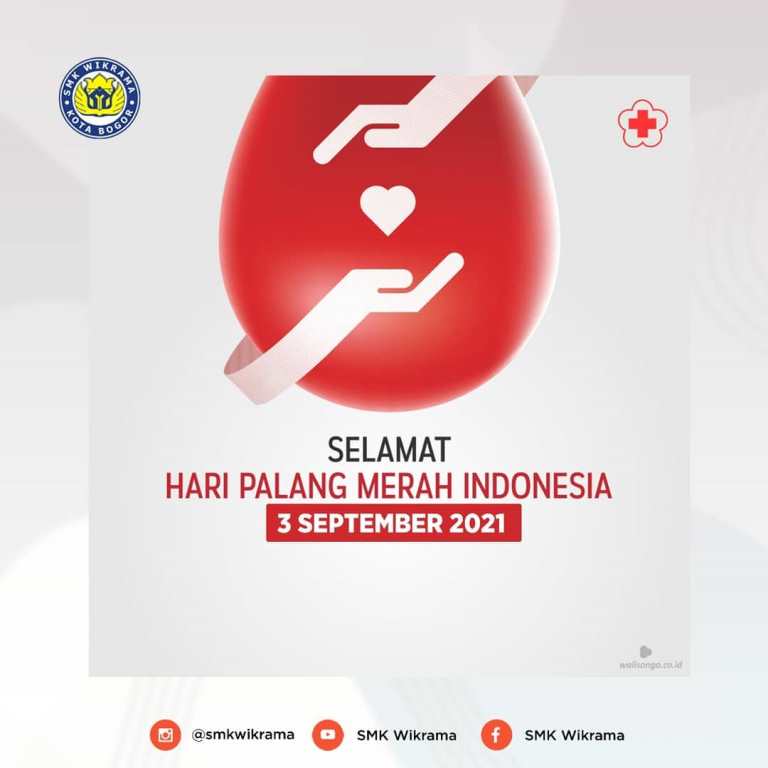 SMK WIKRAMA
KOTA BOGOR
SELAMAT
HARI PALANG MERAH INDONESIA
3 SEPTEMBER 2021
walisongo.co.id
@smkwikrama
SMK Wikrama
SMK Wikrama